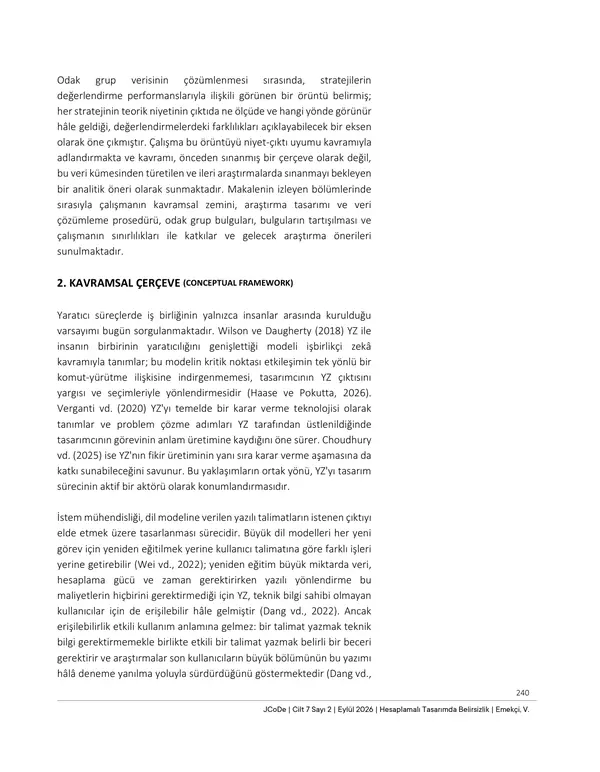 Odak grup verisinin çözümlenmesi sırasında, stratejilerin
değerlendirme performanslarıyla ilişkili görünen bir örüntü belirmiş;
her stratejinin teorik niyetinin çıktıda ne ölçüde ve hangi yönde görünür
hâle geldiği, değerlendirmelerdeki farklılıkları açıklayabilecek bir eksen
olarak öne çıkmıştır. Çalışma bu örüntüyü niyet-çıktı uyumu kavramıyla
adlandırmakta ve kavramı, önceden sınanmış bir çerçeve olarak değil,
bu veri kümesinden türetilen ve ileri araştırmalarda sınanmayı bekleyen
bir analitik öneri olarak sunmaktadır. Makalenin izleyen bölümlerinde
sırasıyla çalışmanın kavramsal zemini, araştırma tasarımı ve veri
çözümleme prosedürü, odak grup bulguları, bulguların tartışılması ve
çalışmanın sınırlılıkları ile katkılar ve gelecek araştırma önerileri
sunulmaktadır.
2. KAVRAMSAL ÇERÇEVE (CONCEPTUAL FRAMEWORK)
Yaratıcı süreçlerde iş birliğinin yalnızca insanlar arasında kurulduğu
varsayımı bugün sorgulanmaktadır. Wilson ve Daugherty (2018) YZ ile
insanın birbirinin yaratıcılığını genişlettiği modeli işbirlikçi zekâ
kavramıyla tanımlar; bu modelin kritik noktası etkileşimin tek yönlü bir
komut-yürütme ilişkisine indirgenmemesi, tasarımcının YZ çıktısını
yargısı ve seçimleriyle yönlendirmesidir (Haase ve Pokutta, 2026).
Verganti vd. (2020) YZ'yı temelde bir karar verme teknolojisi olarak
tanımlar ve problem çözme adımları YZ tarafından üstlenildiğinde
tasarımcının görevinin anlam üretimine kaydığını öne sürer. Choudhury
vd. (2025) ise YZ'nın fikir üretiminin yanı sıra karar verme aşamasına da
katkı sunabileceğini savunur. Bu yaklaşımların ortak yönü, YZ'yı tasarım
sürecinin aktif bir aktörü olarak konumlandırmasıdır.
İstem mühendisliği, dil modeline verilen yazılı talimatların istenen çıktıyı
elde etmek üzere tasarlanması sürecidir. Büyük dil modelleri her yeni
görev için yeniden eğitilmek yerine kullanıcı talimatına göre farklı işleri
yerine getirebilir (Wei vd., 2022); yeniden eğitim büyük miktarda veri,
hesaplama gücü ve zaman gerektirirken yazılı yönlendirme bu
maliyetlerin hiçbirini gerektirmediği için YZ, teknik bilgi sahibi olmayan
kullanıcılar için de erişilebilir hâle gelmiştir (Dang vd., 2022). Ancak
erişilebilirlik etkili kullanım anlamına gelmez: bir talimat yazmak teknik
bilgi gerektirmemekle birlikte etkili bir talimat yazmak belirli bir beceri
gerektirir ve araştırmalar son kullanıcıların büyük bölümünün bu yazımı
hâlâ deneme yanılma yoluyla sürdürdüğünü göstermektedir (Dang vd.,
240
JCoDe | Cilt 7 Sayı 2 | Eylül 2026 | Hesaplamalı Tasarımda Belirsizlik | Emekçi, V.